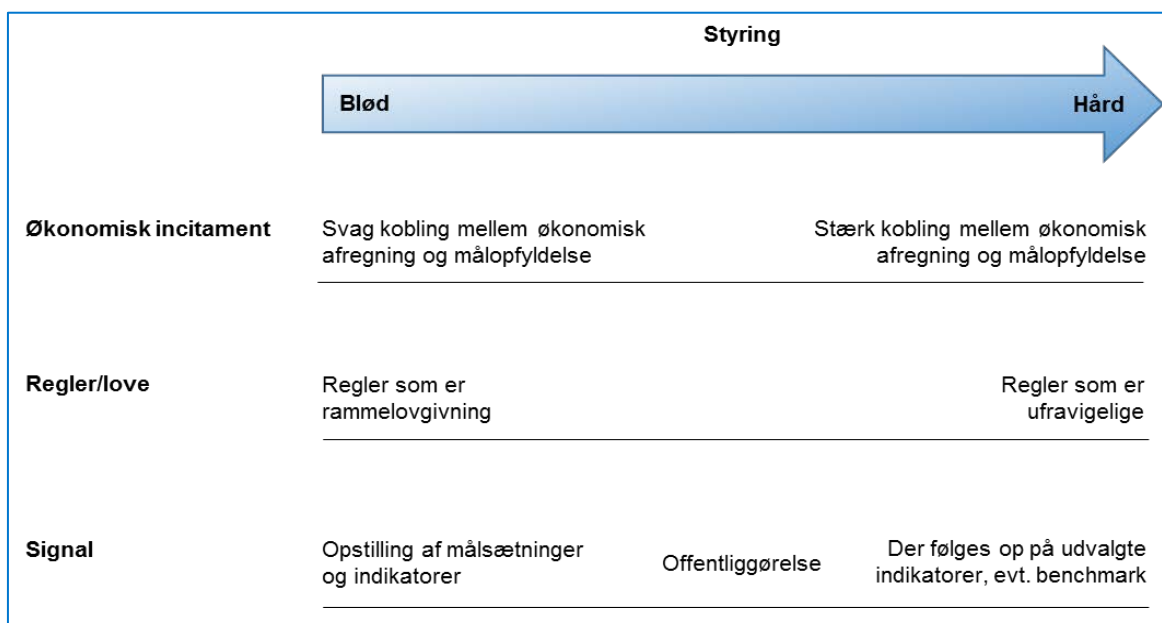 Styring
Blød
Hård
Økonomisk incitament
Svag kobling mellem økonomisk
afregning og målopfyldelse
Stærk kobling mellem økonomisk
afregning og målopfyldelse
Regler/love
Regler som er
rammelovgivning
Regler som er
ufravigelige
Signal
Opstilling af målsætninger
og indikatorer
Offentliggørelse
Der følges op på udvalgte
indikatorer, evt. benchmark